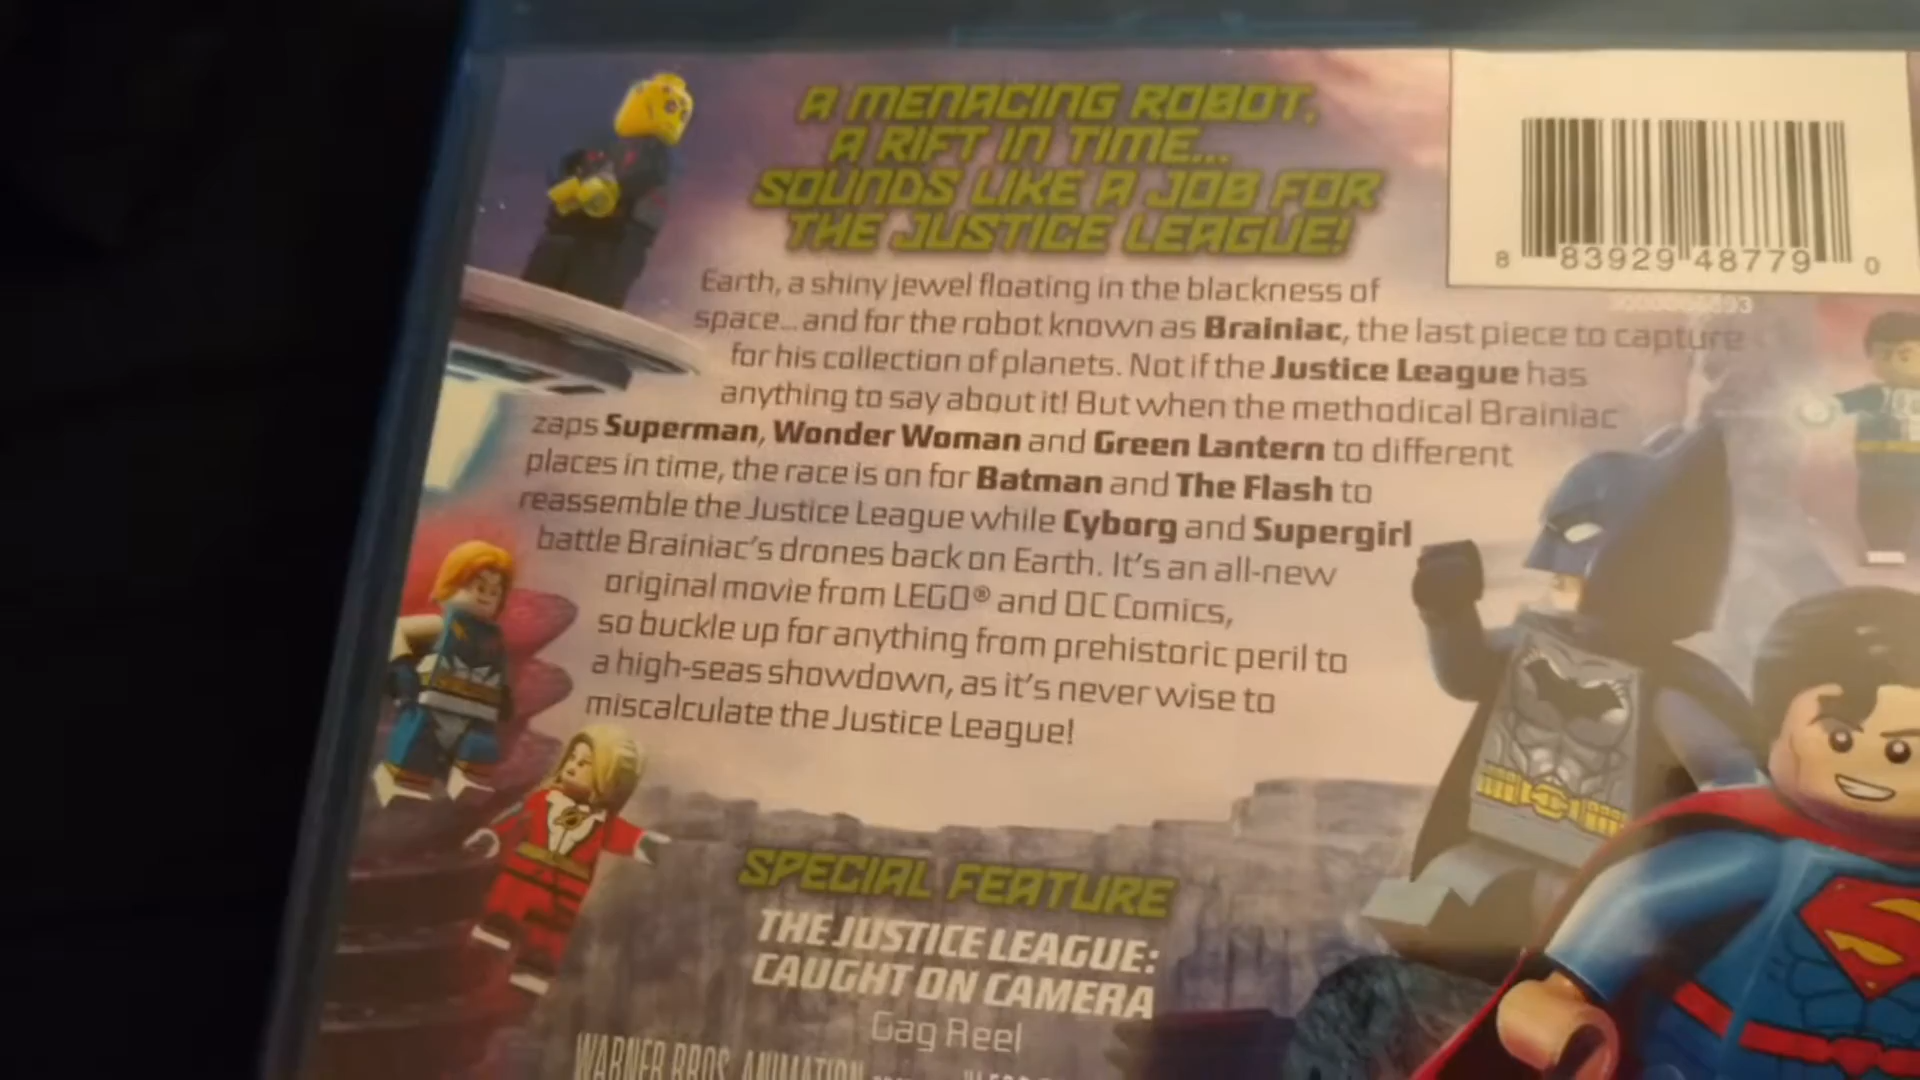 A MENACING ROBOT,
A RIFT IN TIME...
SOUNDS LIKE A JOB FOR
THE JUSTICE LEAGUE!
8 83929 48779 0
Earth, a shiny jewel floating in the blackness of
space...and for the robot known as Brainiac, the last piece to capture
for his collection of planets. Not if the Justice League has
anything to say about it! But when the methodical Brainiac
zaps Superman, Wonder Woman and Green Lantern to different
places in time, the race is on for Batman and The Flash to
reassemble the Justice League while Cyborg and Supergirl
battle Brainiac's drones back on Earth. It's an all-new
original movie from LEGO® and DC Comics,
so buckle up for anything from prehistoric peril to
a high-seas showdown, as it's never wise to
miscalculate the Justice League!
SPECIAL FEATURE
THE JUSTICE LEAGUE:
CAUGHT ON CAMERA
Gag Reel
WARNER BROS. ANIMATION